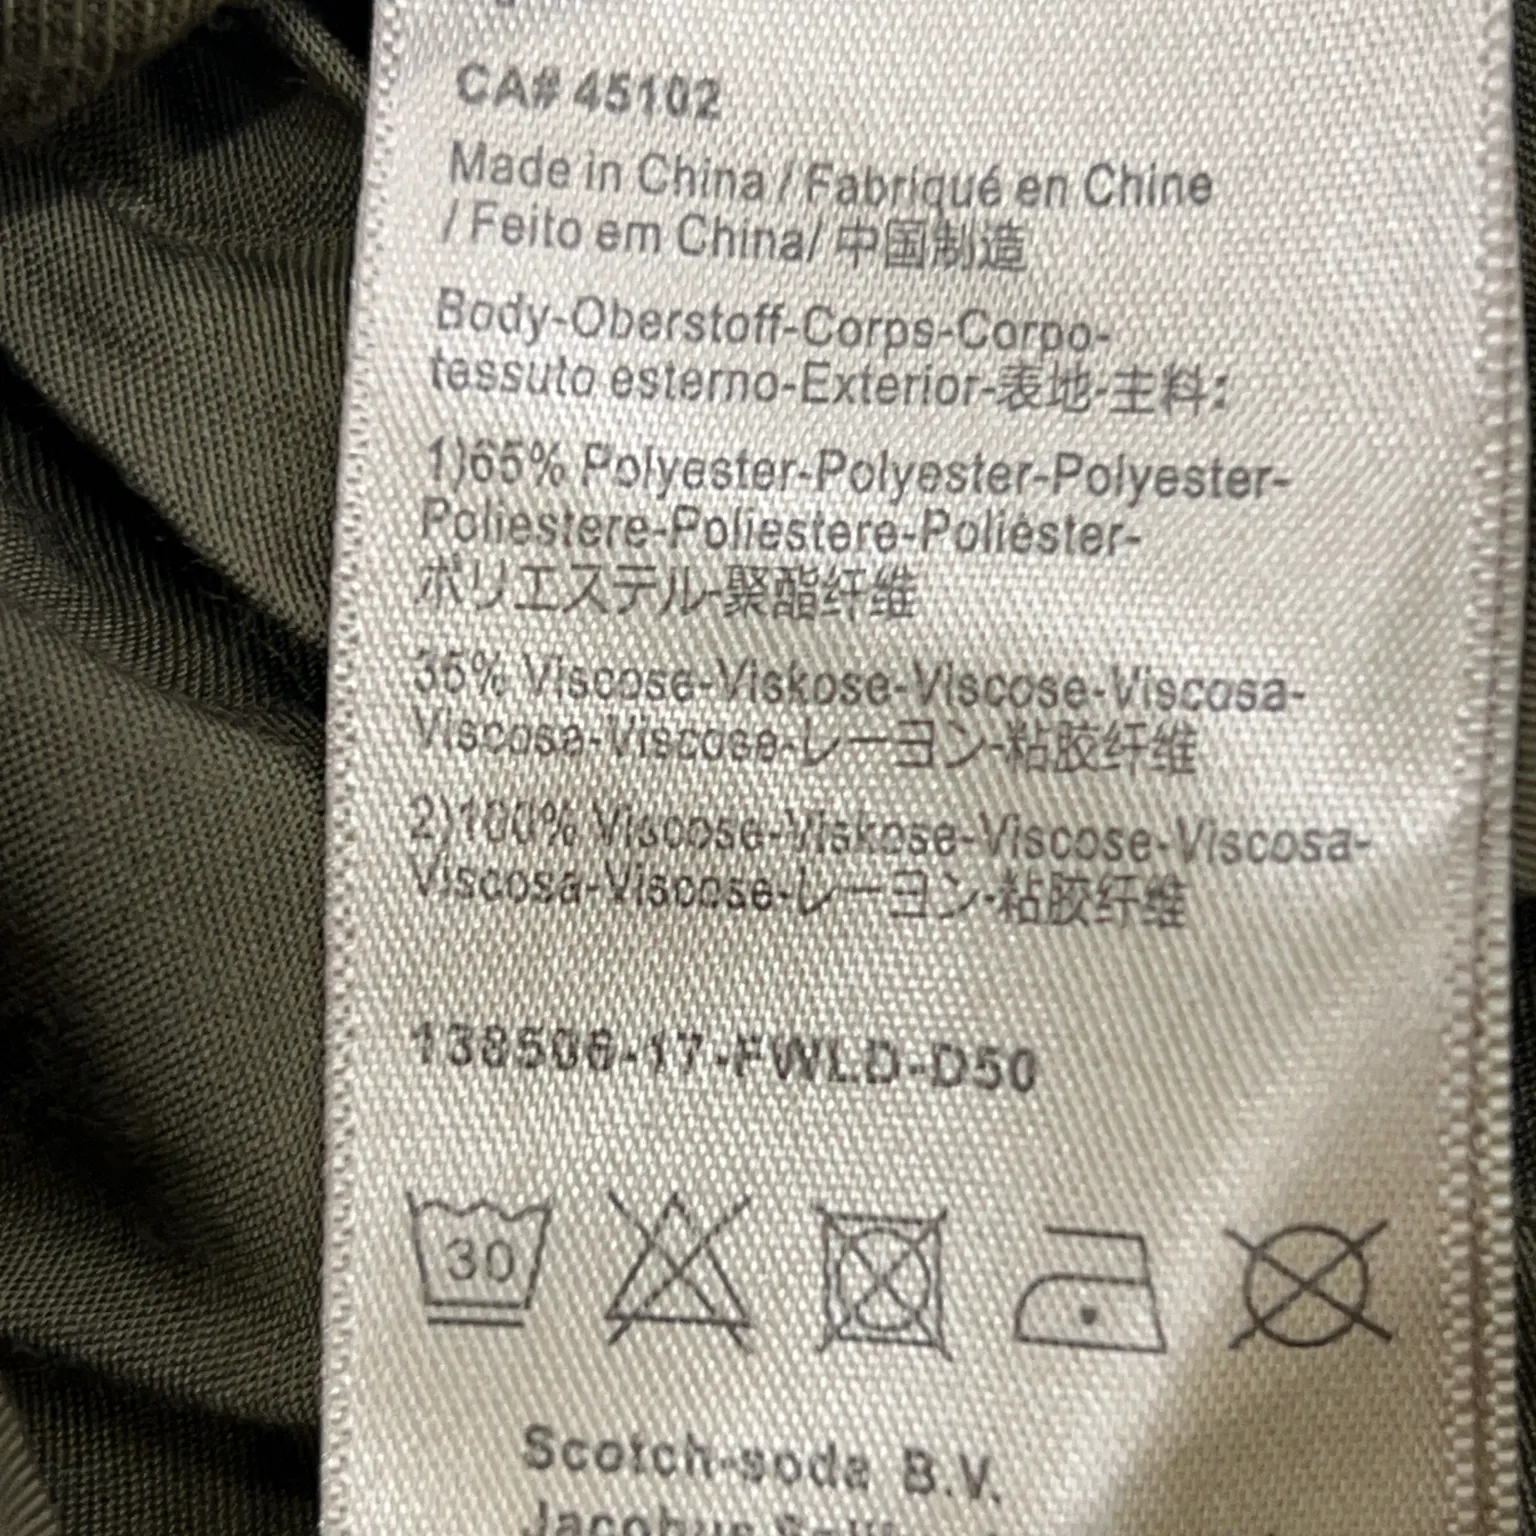 CA# 45102
Made in China / Fabriqué en Chine
/ Feito em China/ 中国制造
Body-Oberstoff-Corps-Corpo-
tessuto esterno-Exterior-表地-主料:
1)65% Polyester-Polyester-Polyester-
Poliestere-Poliestere-Poliéster-
ポリエステル-聚酯纤维
35% Viscose-Viskose-Viscose-Viscosa-
Viscosa-Viscose-レーヨン-粘胶纤维
2)100% Viscose-Viskose-Viscose-Viscosa-
Viscosa-Viscose-レーヨン-粘胶纤维
138506-17-FWLD-D50
30
Scotch-soda B.V.
Jacobus